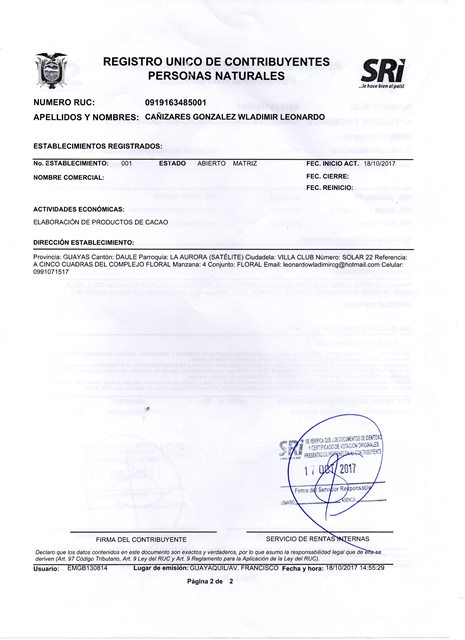 REGISTRO UNICO DE CONTRIBUYENTES
PERSONAS NATURALES
SRi
...le hace bien al país!
NUMERO RUC: 0919163485001
APELLIDOS Y NOMBRES: CAÑIZARES GONZALEZ WLADIMIR LEONARDO
ESTABLECIMIENTOS REGISTRADOS:
No. ESTABLECIMIENTO: 001 ESTADO ABIERTO MATRIZ FEC. INICIO ACT. 18/10/2017
NOMBRE COMERCIAL: FEC. CIERRE:
FEC. REINICIO:
ACTIVIDADES ECONÓMICAS:
ELABORACIÓN DE PRODUCTOS DE CACAO
DIRECCIÓN ESTABLECIMIENTO:
Provincia: GUAYAS Cantón: DAULE Parroquia: LA AURORA (SATÉLITE) Ciudadela: VILLA CLUB Número: SOLAR 22 Referencia:
A CINCO CUADRAS DEL COMPLEJO FLORAL Manzana: 4 Conjunto: FLORAL Email: leonardowladimircg@hotmail.com Celular:
0991071517
SRi
SE VERIFICA QUE LOS DOCUMENTOS DE IDENTIDAD
Y CERTIFICADO DE VOTACION ORIGINALES
PRESENTADOS CONTRIBUYENTE
OCT 2017
Firma del Servidor Responsable
AGENCIA
FIRMA DEL CONTRIBUYENTE SERVICIO DE RENTAS INTERNAS
Declaro que los datos contenidos en este documento son exactos y verdaderos, por lo que asumo la responsabilidad legal que de ella se
deriven (Art. 97 Código Tributario, Art. 9 Ley del RUC y Art. 9 Reglamento para la Aplicación de la Ley del RUC).
Usuario: EMGB130814 Lugar de emisión: GUAYAQUIL/AV. FRANCISCO Fecha y hora: 18/10/2017 14:55:29
Página 2 de 2